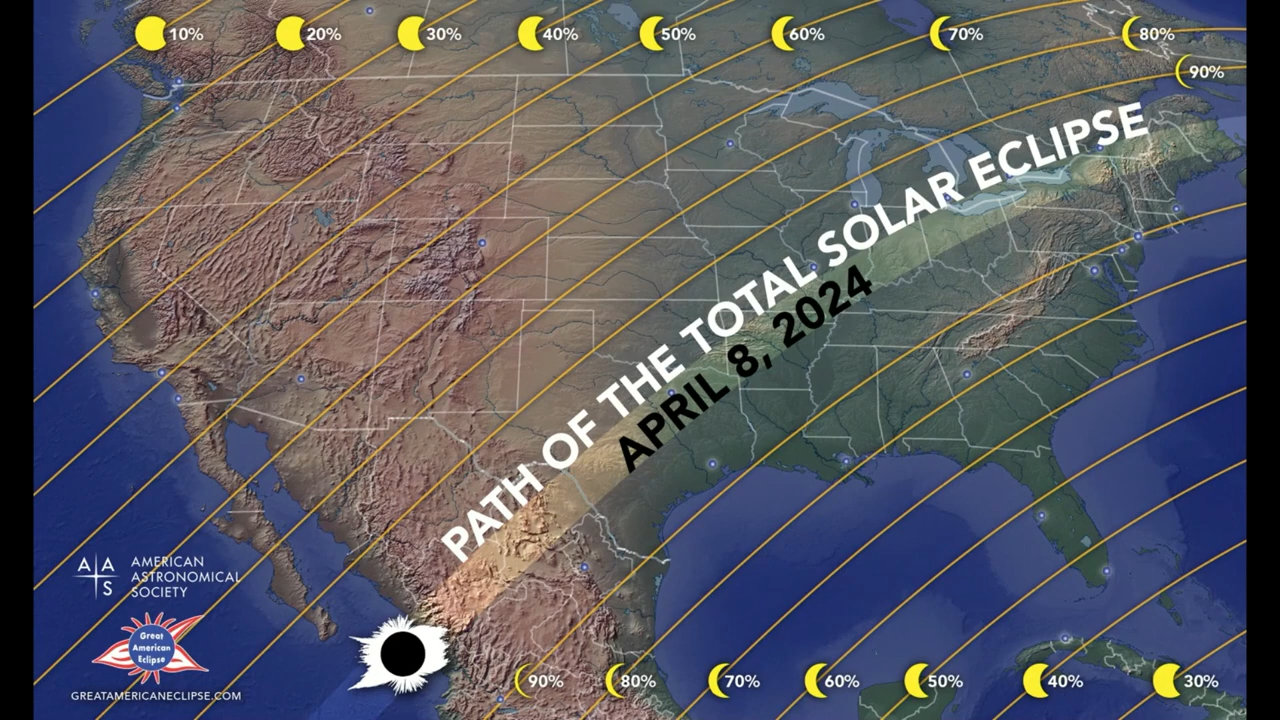 10%
20%
30%
40%
50%
60%
70%
80%
90%
PATH OF THE TOTAL SOLAR ECLIPSE
APRIL 8, 2024
A A
S
AMERICAN
ASTRONOMICAL
SOCIETY
Great
American
Eclipse
GREATAMERICANECLIPSE.COM
90%
80%
70%
60%
50%
40%
30%